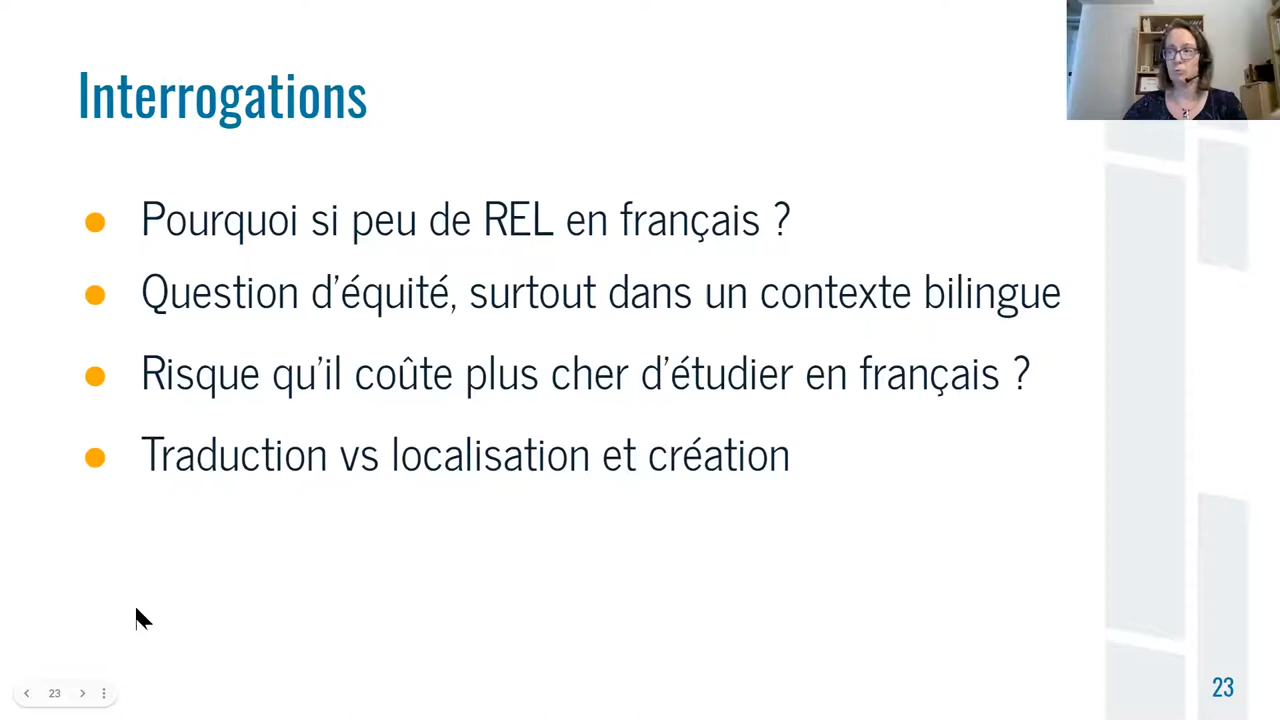 Interrogations
Pourquoi si peu de REL en français ?
Question d’équité, surtout dans un contexte bilingue
Risque qu’il coûte plus cher d’étudier en français ?
Traduction vs localisation et création
23
23